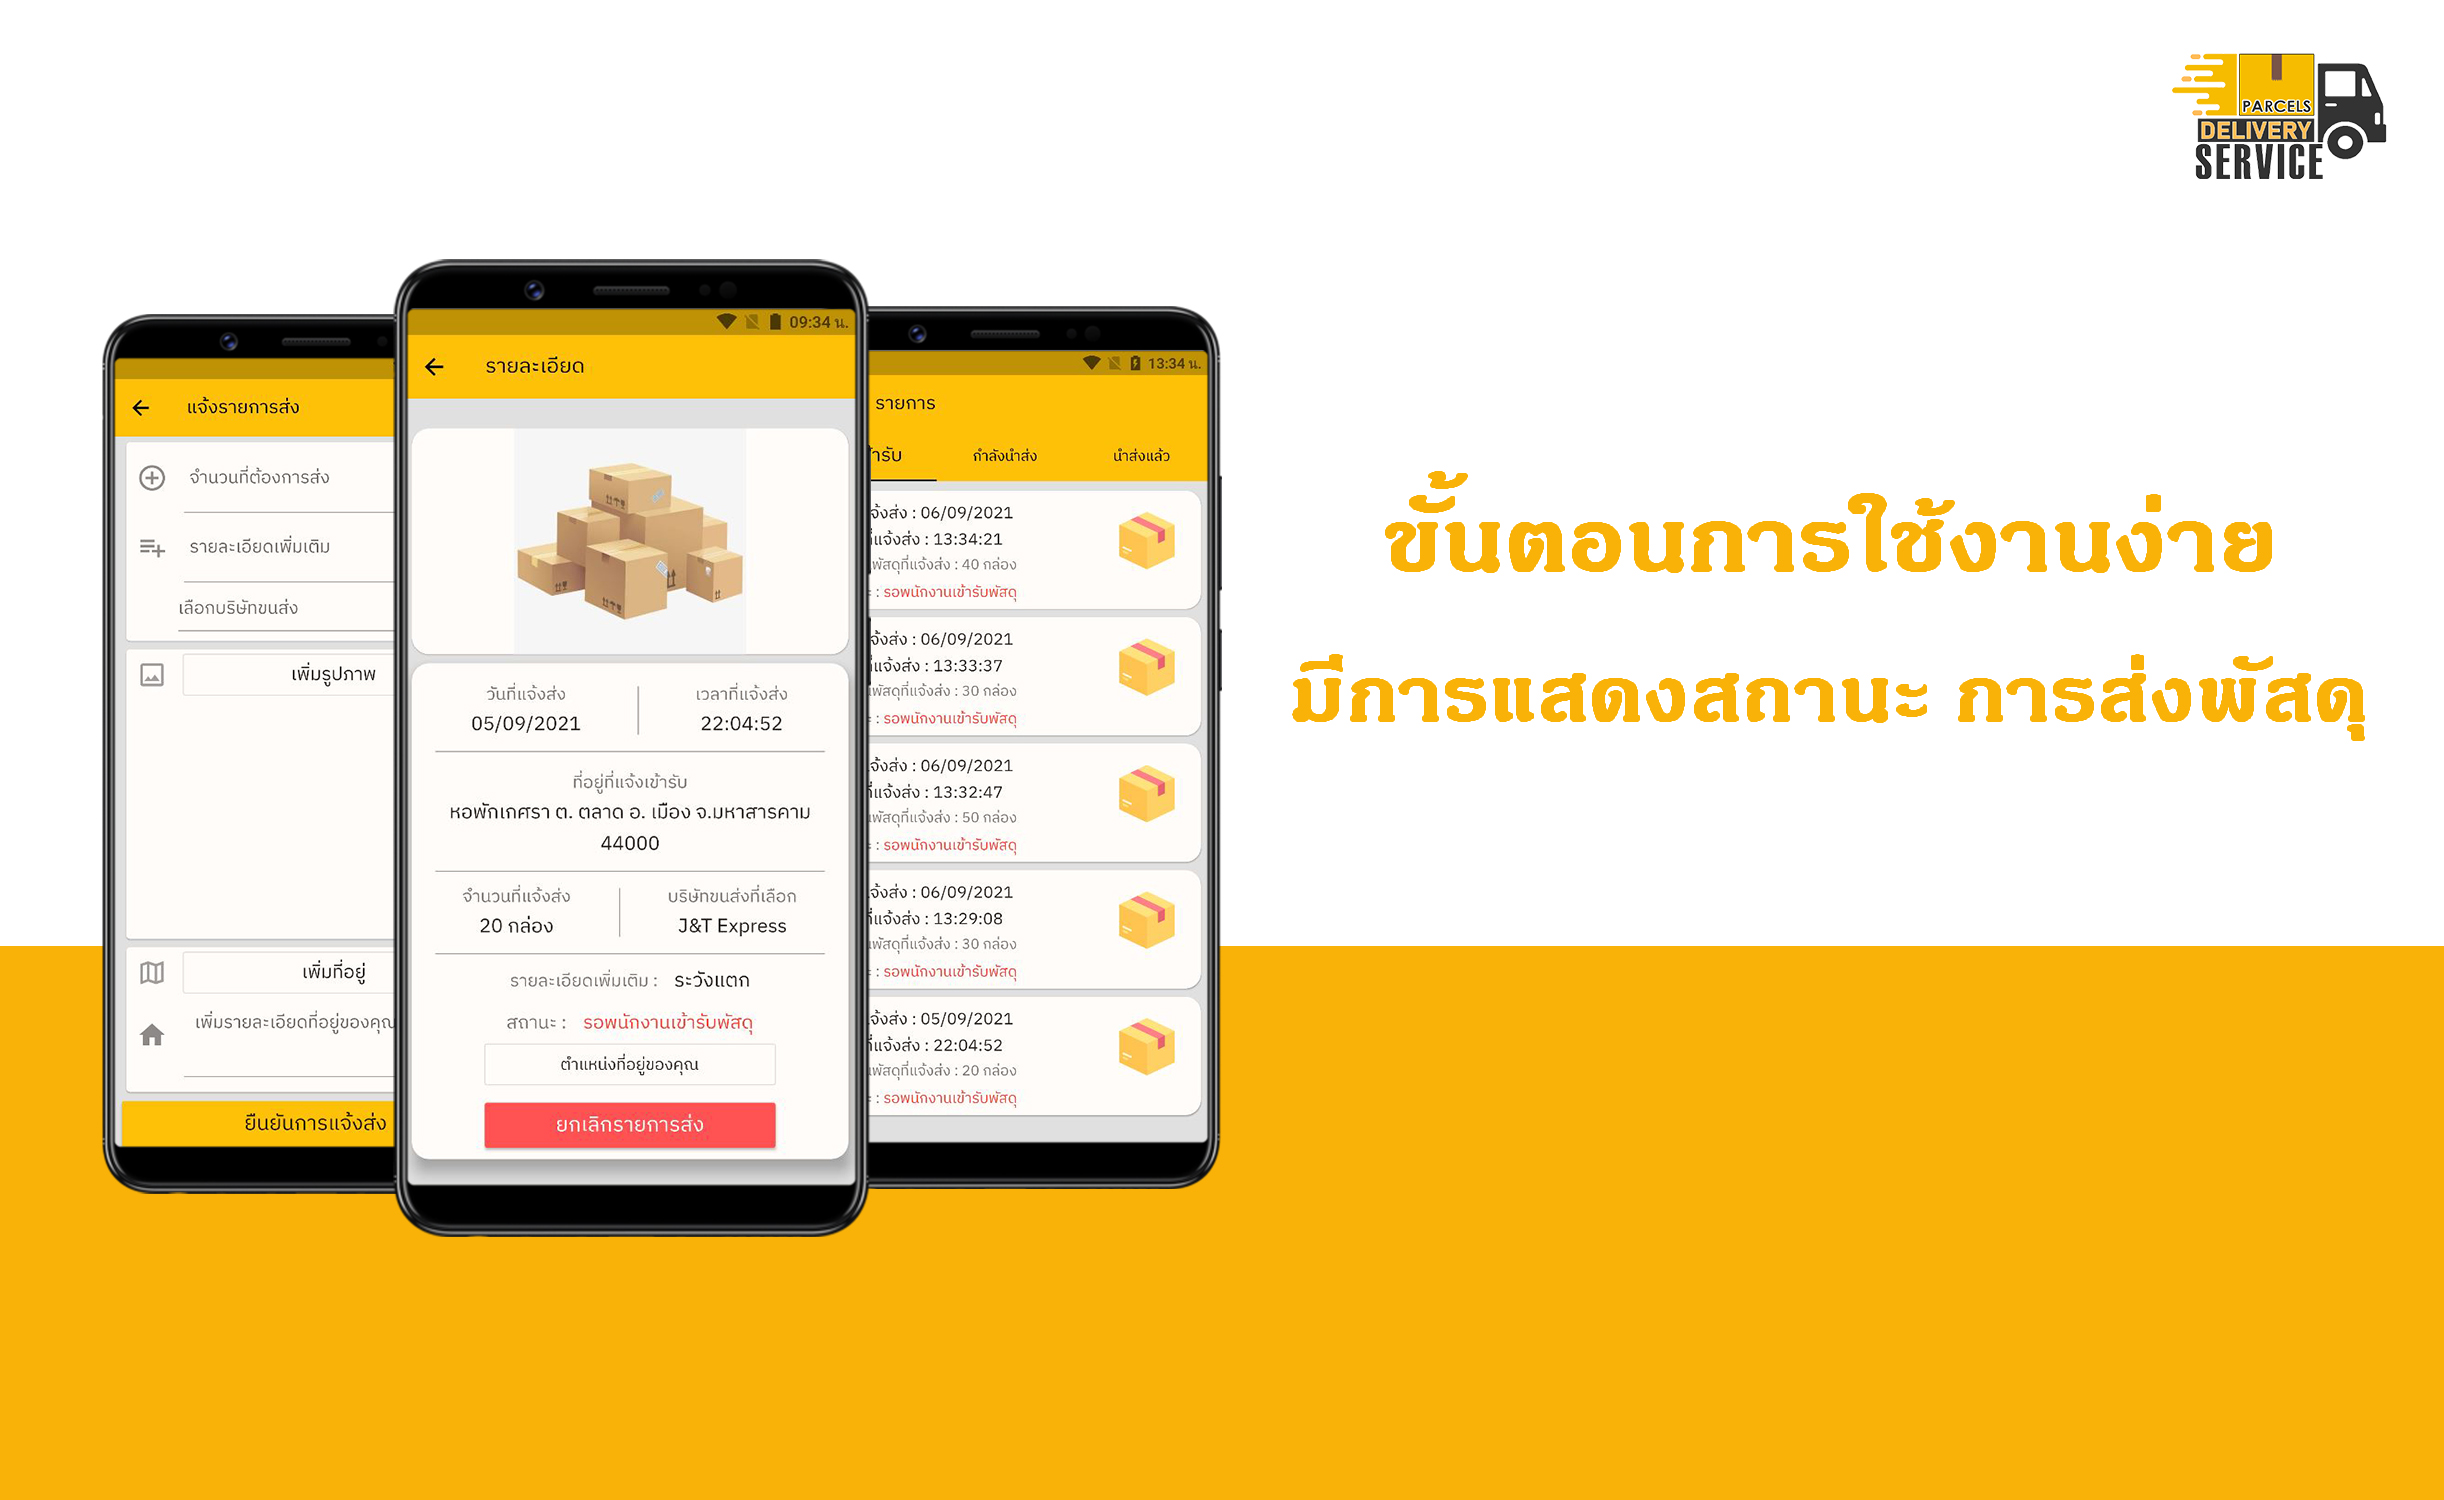 PARCELS
DELIVERY
SERVICE
ขั้นตอนการใช้งานง่าย
มีการแสดงสถานะ การส่งพัสดุ
แจ้งรายการส่ง
จำนวนที่ต้องการส่ง
รายละเอียดเพิ่มเติม
เลือกบริษัทขนส่ง
เพิ่มรูปภาพ
เพิ่มที่อยู่
เพิ่มรายละเอียดที่อยู่ของคุณ
ยืนยันการแจ้งส่ง
09:34 น.
รายละเอียด
วันที่แจ้งส่ง เวลาที่แจ้งส่ง
05/09/2021 22:04:52
ที่อยู่ที่แจ้งเข้ารับ
หอพักเกศรา ต. ตลาด อ. เมือง จ.มหาสารคาม
44000
จำนวนที่แจ้งส่ง บริษัทขนส่งที่เลือก
20 กล่อง J&T Express
รายละเอียดเพิ่มเติม : ระวังแตก
สถานะ : รอพนักงานเข้ารับพัสดุ
ตำแหน่งที่อยู่ของคุณ
ยกเลิกรายการส่ง
13:34 น.
รายการ
กำลังนำส่ง นำส่งแล้ว
แจ้งส่ง : 06/09/2021
แจ้งส่ง : 13:34:21
พัสดุที่แจ้งส่ง : 40 กล่อง
: รอพนักงานเข้ารับพัสดุ
แจ้งส่ง : 06/09/2021
แจ้งส่ง : 13:33:37
พัสดุที่แจ้งส่ง : 30 กล่อง
: รอพนักงานเข้ารับพัสดุ
แจ้งส่ง : 06/09/2021
แจ้งส่ง : 13:32:47
พัสดุที่แจ้งส่ง : 50 กล่อง
: รอพนักงานเข้ารับพัสดุ
แจ้งส่ง : 06/09/2021
แจ้งส่ง : 13:29:08
พัสดุที่แจ้งส่ง : 30 กล่อง
: รอพนักงานเข้ารับพัสดุ
แจ้งส่ง : 05/09/2021
แจ้งส่ง : 22:04:52
พัสดุที่แจ้งส่ง : 20 กล่อง
: รอพนักงานเข้ารับพัสดุ